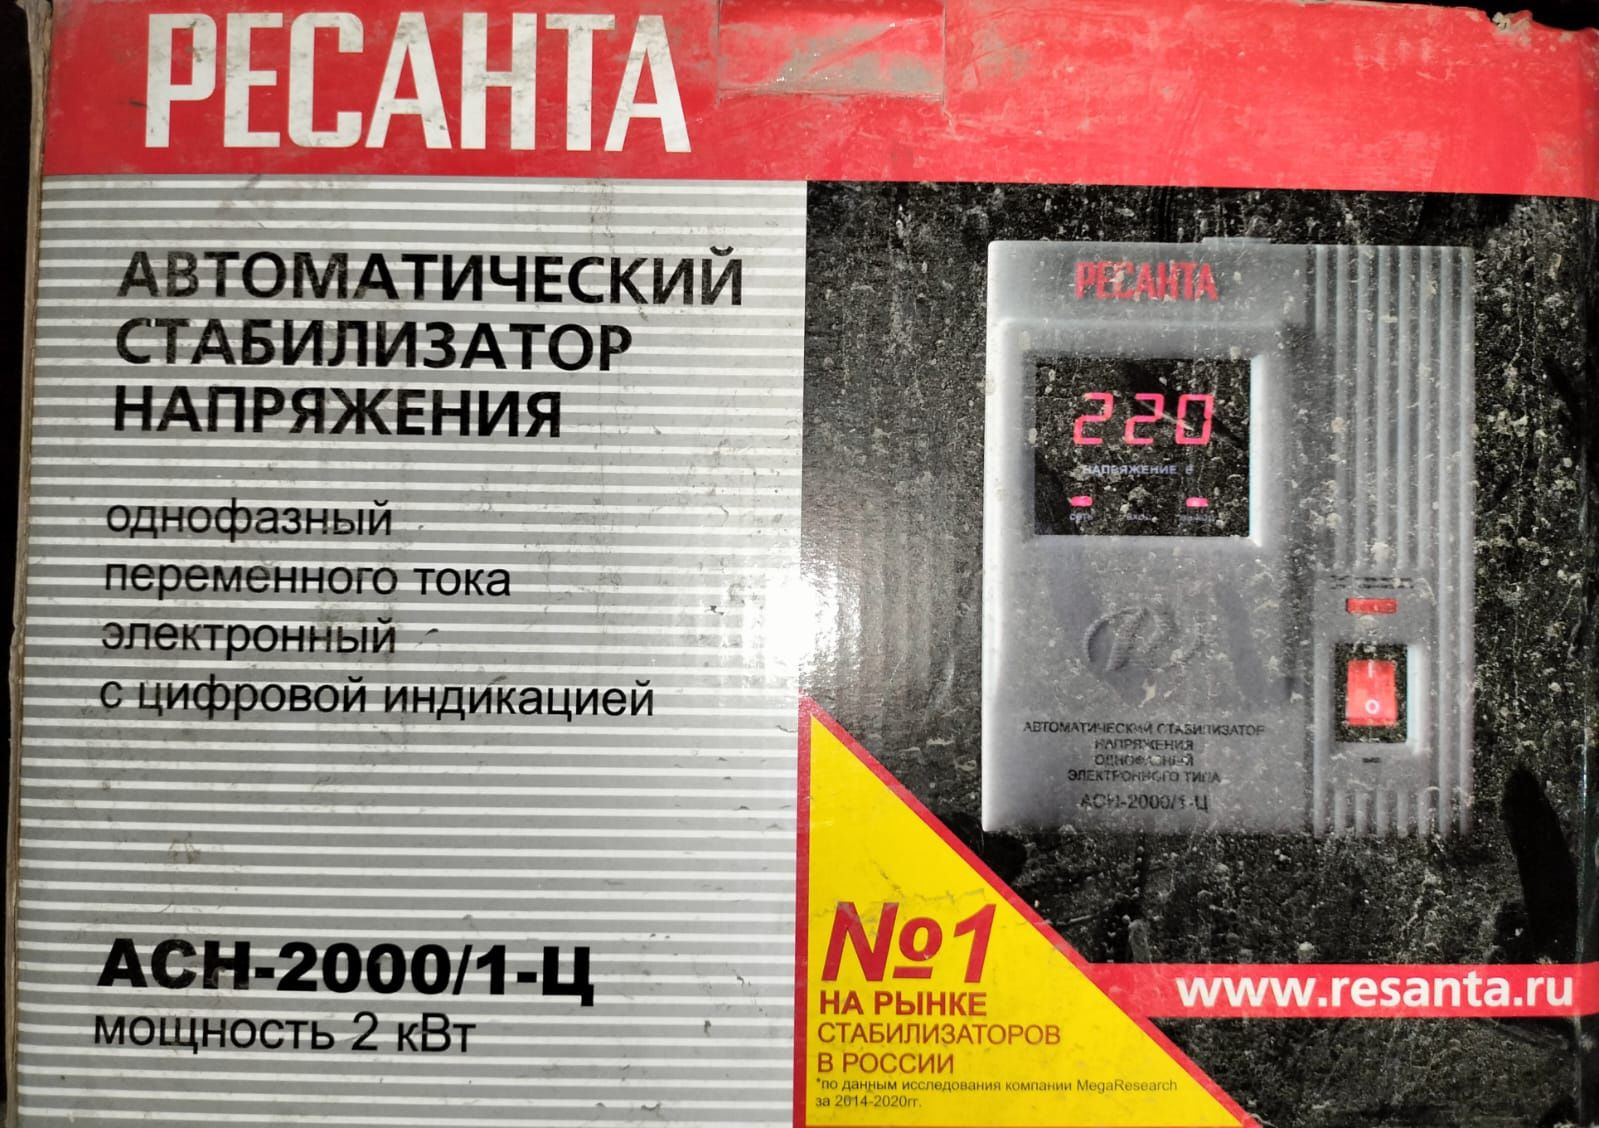 РЕСАНТА
АВТОМАТИЧЕСКИЙ
СТАБИЛИЗАТОР
НАПРЯЖЕНИЯ
однофазный
переменного тока
электронный
с цифровой индикацией
АСН-2000/1-Ц
мощность 2 кВт
РЕСАНТА
220
НАПРЯЖЕНИЕ В
СЕТЬ
АВТОМАТИЧЕСКИЙ СТАБИЛИЗАТОР
НАПРЯЖЕНИЯ
ОДНОФАЗНЫЙ
ЭЛЕКТРОННОГО ТИПА
АСН-2000/1-Ц
№1
НА РЫНКЕ
СТАБИЛИЗАТОРОВ
В РОССИИ
*по данным исследования компании MegaResearch
за 2014-2020гг.
www.resanta.ru